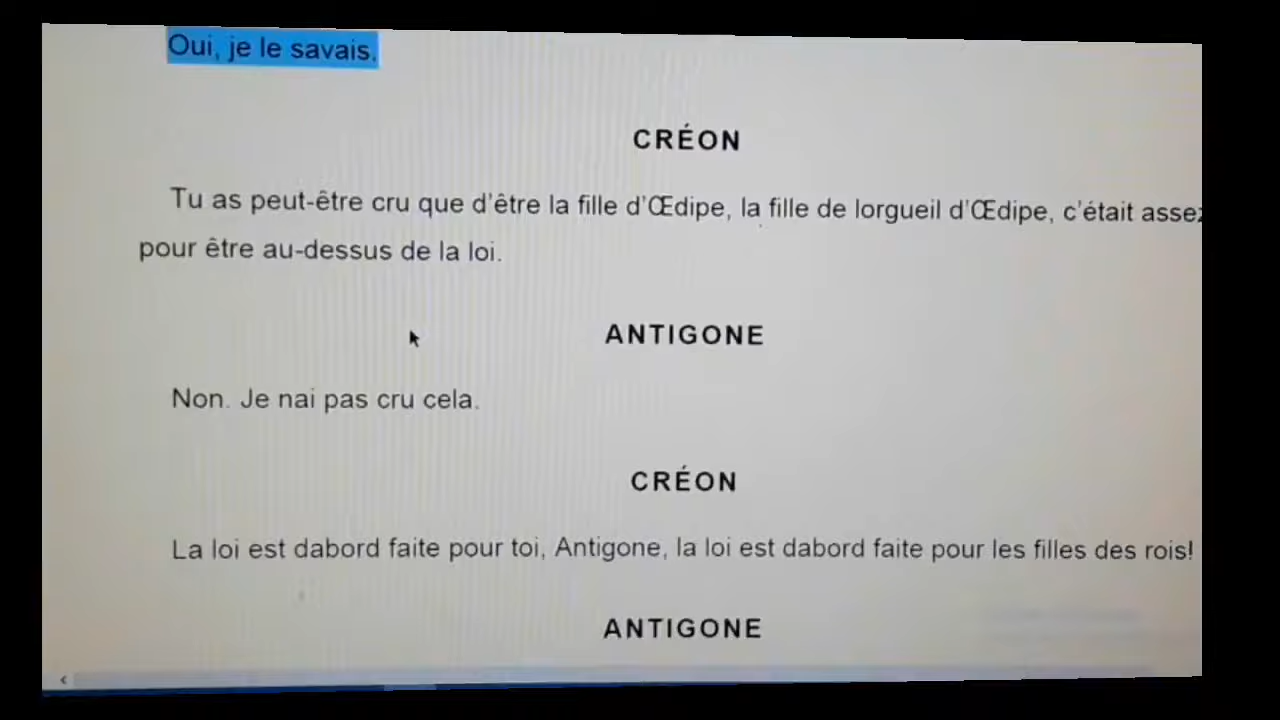 Oui, je le savais.
CRÉON
Tu as peut-être cru que d’être la fille d’Œdipe, la fille de lorgueil d’Œdipe, c’était assez
pour être au-dessus de la loi.
ANTIGONE
Non. Je nai pas cru cela.
CRÉON
La loi est dabord faite pour toi, Antigone, la loi est dabord faite pour les filles des rois!
ANTIGONE